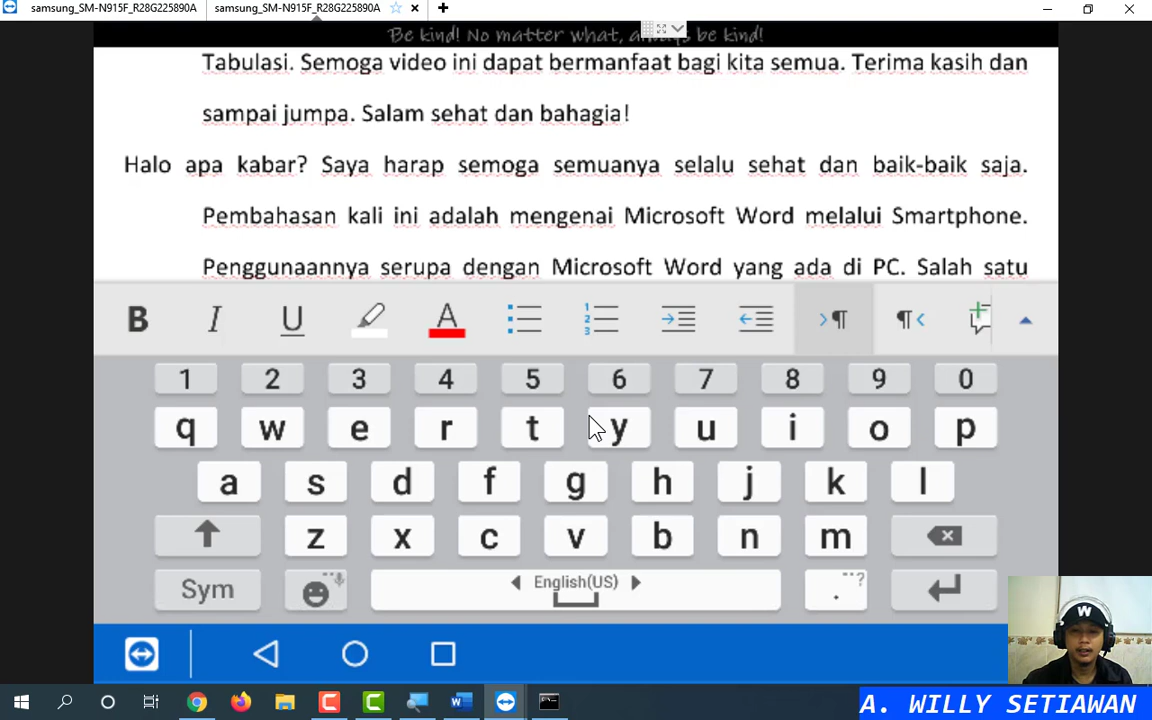 samsung_SM-N915F_R28G225890A samsung_SM-N915F_R28G225890A
Be kind! No matter what, always be kind!
Tabulasi. Semoga video ini dapat bermanfaat bagi kita semua. Terima kasih dan
sampai jumpa. Salam sehat dan bahagia!
Halo apa kabar? Saya harap semoga semuanya selalu sehat dan baik-baik saja.
Pembahasan kali ini adalah mengenai Microsoft Word melalui Smartphone.
Penggunaannya serupa dengan Microsoft Word yang ada di PC. Salah satu
B I U A
1 2 3 4 5 6 7 8 9 0
q w e r t y u i o p
a s d f g h j k l
z x c v b n m
Sym English(US) . ?
W
A. WILLY SETIAWAN